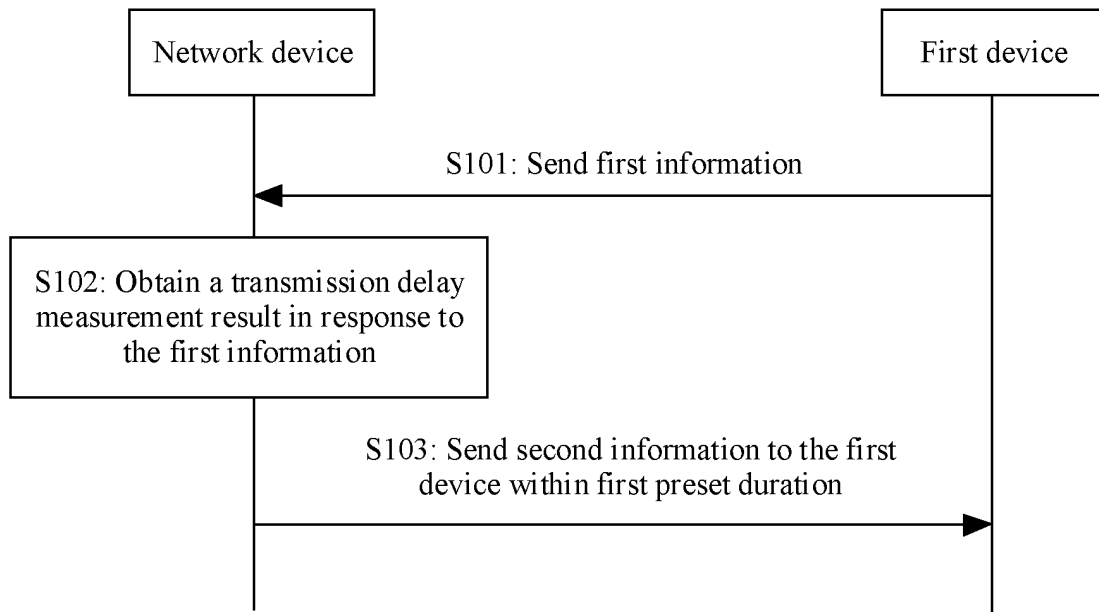 Network device
First device
S101: Send first information
S102: Obtain a transmission delay
measurement result in response to
the first information
S103: Send second information to the first
device within first preset duration